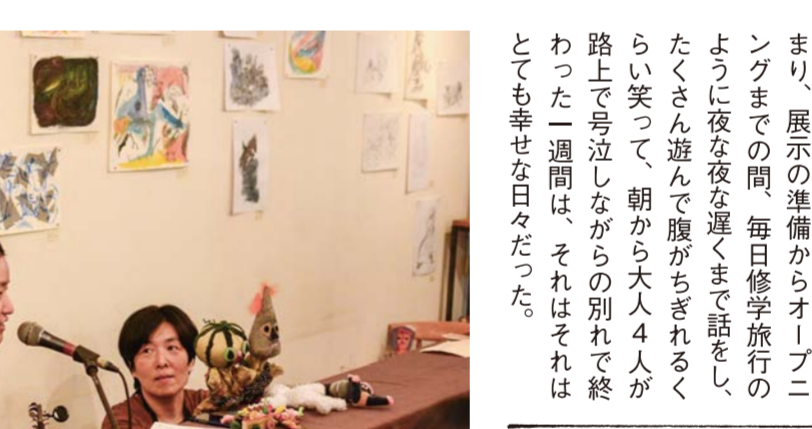 まり、展示の準備からオープニ
ングまでの間、毎日修学旅行の
ように夜な夜な遅くまで話をし、
たくさん遊んで腹がちぎれるく
らい笑って、朝から大人4人が
路上で号泣しながらの別れで終
わった一週間は、それはそれは
とても幸せな日々だった。